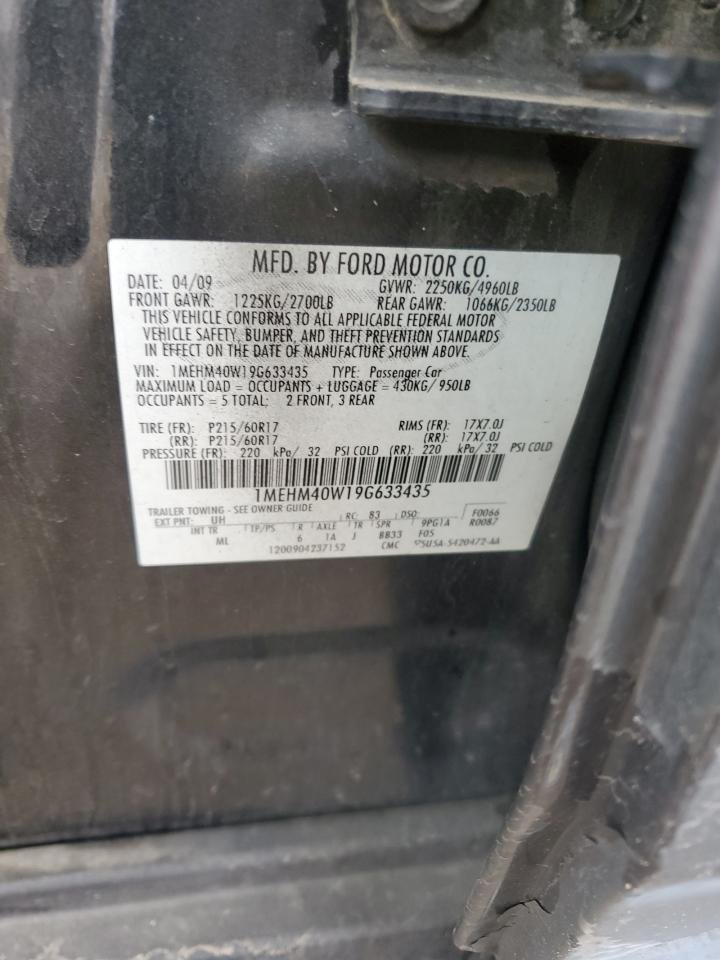 MFD. BY FORD MOTOR CO.
DATE: 04/09 GVWR: 2250KG/4960LB
FRONT GAWR: 1225KG/2700LB REAR GAWR: 1066KG/2350LB
THIS VEHICLE CONFORMS TO ALL APPLICABLE FEDERAL MOTOR
VEHICLE SAFETY, BUMPER, AND THEFT PREVENTION STANDARDS
IN EFFECT ON THE DATE OF MANUFACTURE SHOWN ABOVE.
VIN: 1MEHM40W19G633435 TYPE: Passenger Car
MAXIMUM LOAD = OCCUPANTS + LUGGAGE = 430KG/ 950LB
OCCUPANTS = 5 TOTAL: 2 FRONT, 3 REAR
TIRE (FR): P215/60R17 RIMS (FR): 17X7.0J
(RR): P215/60R17 (RR): 17X7.0J
PRESSURE (FR): 220 kPa/ 32 PSI COLD (RR): 220 kPa/ 32 PSI COLD
1MEHM40W19G633435
TRAILER TOWING - SEE OWNER GUIDE
EXT PNT: UH RC: 83 DSO: F0066
R0087
INT TR TP/PS R AXLE TR SPR 9PG1A
ML 6 1A J BB33 F05
1200904237152 CMC 5U5A-5420472-AA